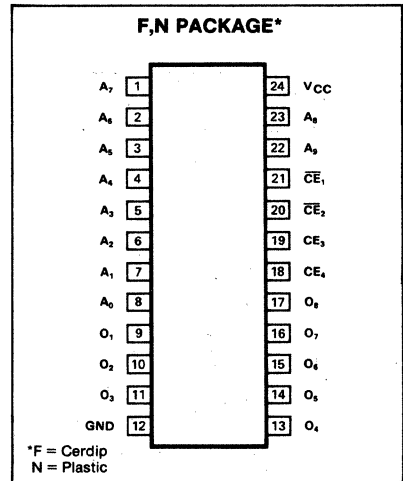 F,N PACKAGE*
A₇ 1 24 VCC
A₆ 2 23 A₈
A₅ 3 22 A₉
A₄ 4 21 C̅E̅₁
A₃ 5 20 C̅E̅₂
A₂ 6 19 CE₃
A₁ 7 18 CE₄
A₀ 8 17 O₈
O₁ 9 16 O₇
O₂ 10 15 O₆
O₃ 11 14 O₅
GND 12 13 O₄
*F = Cerdip
N = Plastic